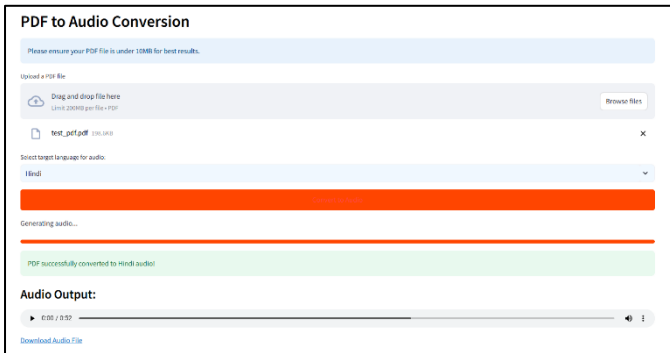 PDF to Audio Conversion
Please ensure your PDF file is under 10MB for best results.
Upload a PDF file
Drag and drop file here
Limit 200MB per file • PDF
Browse files
test_pdf.pdf
Select target language for audio:
Hindi
Generating audio...
PDF successfully converted to Hindi audio!
Audio Output:
0:00 / 0:52
Download Audio File